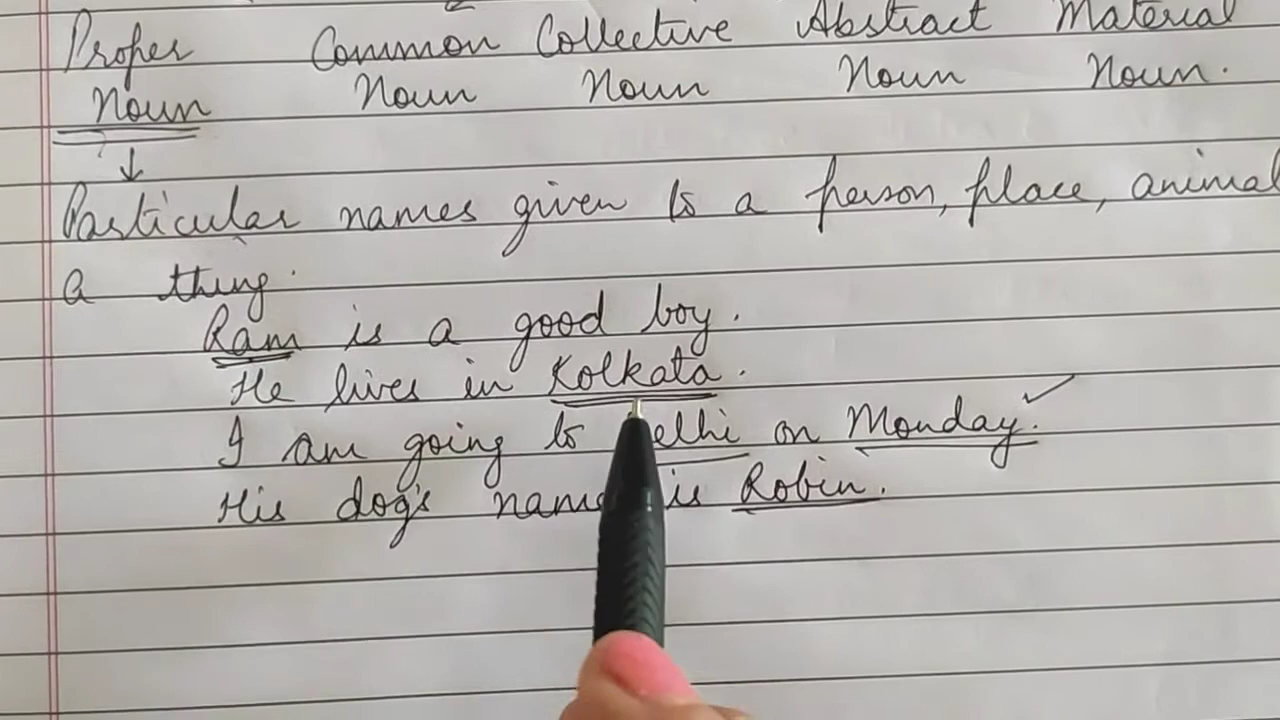 Proper Common Collective Abstract Material
Noun Noun Noun Noun Noun.
Particular names given to a person, place, animal
a thing.
Ram is a good boy.
He lives in Kolkata.
I am going to elhi on Monday.
His dog's name is Robin.